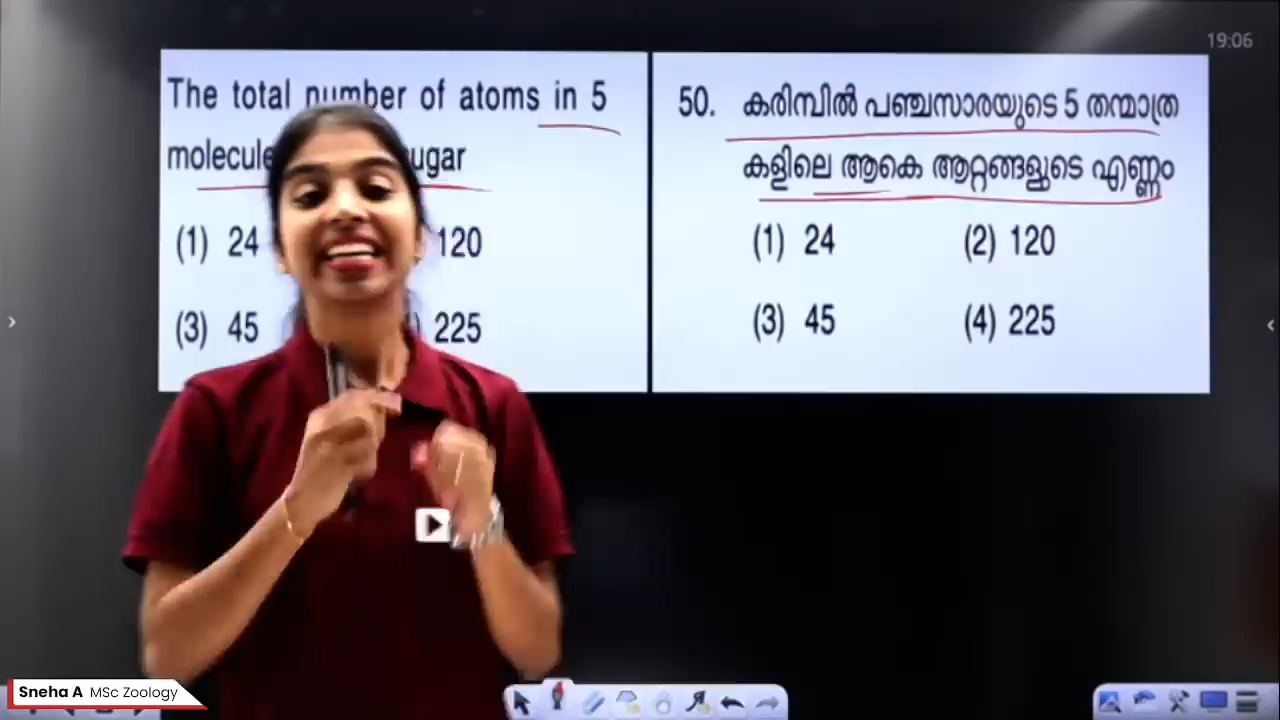 19:06
The total number of atoms in 5
molecule ugar
(1) 24 120
(3) 45 ) 225
50. കരിമ്പിൽ പഞ്ചസാരയുടെ 5 തന്മാത്ര
കളിലെ ആകെ ആറ്റങ്ങളുടെ എണ്ണം
(1) 24 (2) 120
(3) 45 (4) 225
Sneha A MSc Zoology